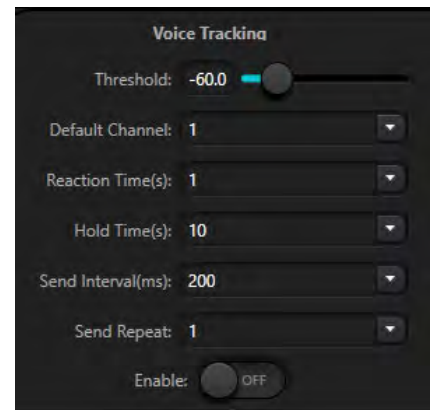 Voice Tracking
Threshold: -60.0
Default Channel: 1
Reaction Time(s): 1
Hold Time(s): 10
Send Interval(ms): 200
Send Repeat: 1
Enable: OFF